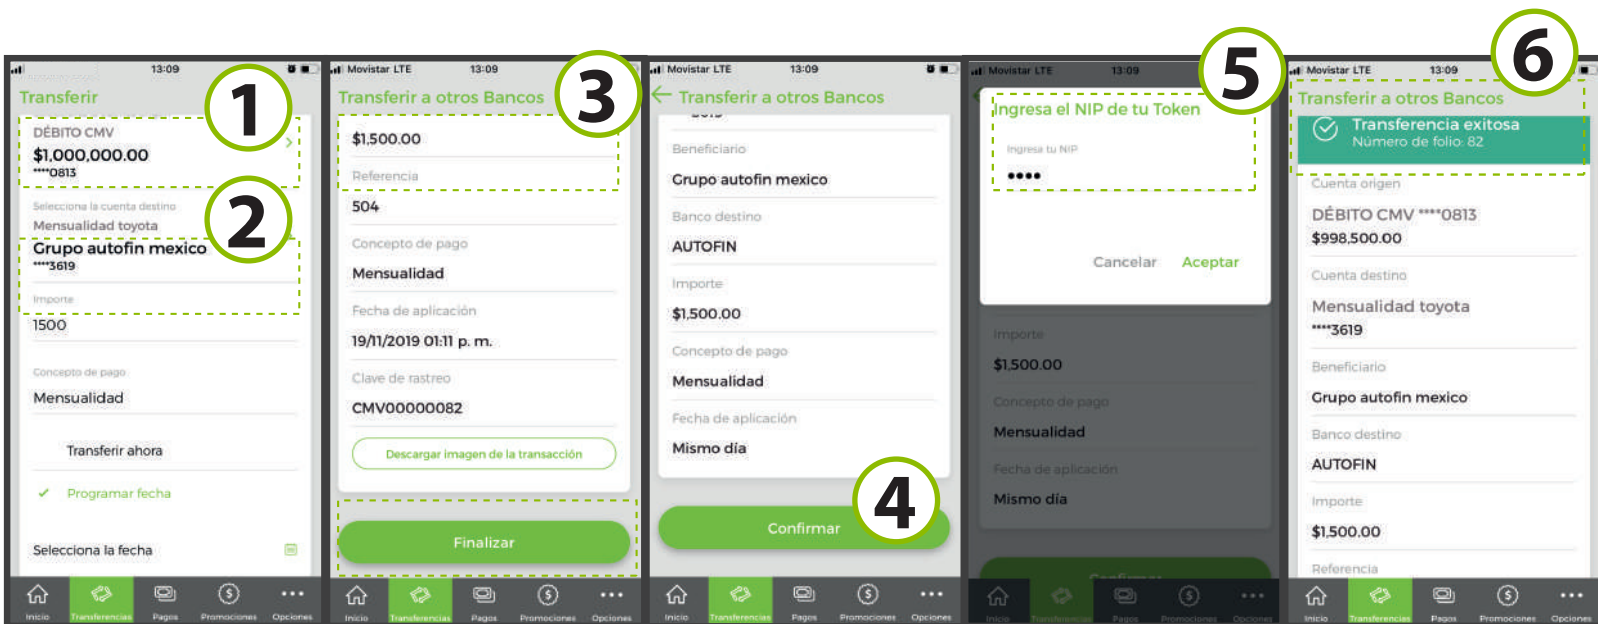 1
13:09
Transferir
DÉBITO CMV
$1,000,000.00
****0813
Selecciona la cuenta destino
2
Mensualidad toyota
Grupo autofin mexico
****3619
Importe
1500
Concepto de pago
Mensualidad
Transferir ahora
Programar fecha
Selecciona la fecha
Inicio Transferencias Pagos Promociones Opciones
3
Movistar LTE 13:09
Transferir a otros Bancos
$1,500.00
Referencia
504
Concepto de pago
Mensualidad
Fecha de aplicación
19/11/2019 01:11 p. m.
Clave de rastreo
CMV00000082
Descargar imagen de la transacción
Finalizar
Inicio Transferencias Pagos Promociones Opciones
Movistar LTE 13:09
Transferir a otros Bancos
Beneficiario
Grupo autofin mexico
Banco destino
AUTOFIN
Importe
$1,500.00
Concepto de pago
Mensualidad
Fecha de aplicación
Mismo día
4
Confirmar
Inicio Transferencias Pagos Promociones Opciones
5
Movistar LTE 13:09
Ingresa el NIP de tu Token
Ingresa tu NIP
••••
Cancelar Aceptar
Importe
$1,500.00
Concepto de pago
Mensualidad
Fecha de aplicación
Mismo día
Confirmar
Inicio Transferencias Pagos Promociones Opciones
6
Movistar LTE 13:09
Transferir a otros Bancos
Transferencia exitosa
Número de folio: 82
Cuenta origen
DÉBITO CMV ****0813
$998,500.00
Cuenta destino
Mensualidad toyota
****3619
Beneficiario
Grupo autofin mexico
Banco destino
AUTOFIN
Importe
$1,500.00
Referencia
Inicio Transferencias Pagos Promociones Opciones